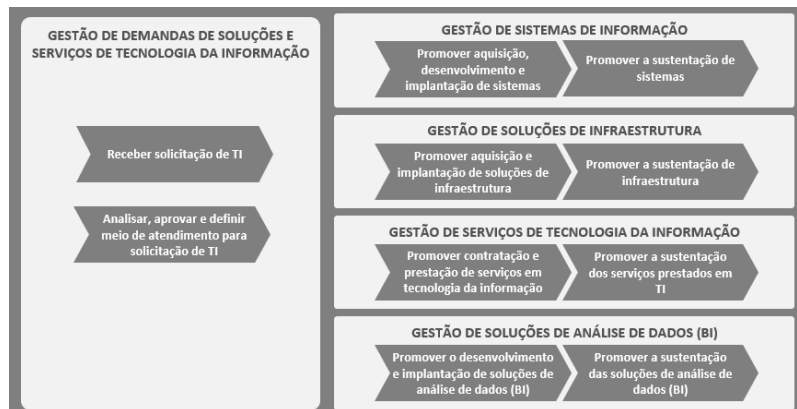 GESTÃO DE DEMANDAS DE SOLUÇÕES E
SERVIÇOS DE TECNOLOGIA DA INFORMAÇÃO
Receber solicitação de TI
Analisar, aprovar e definir
meio de atendimento para
solicitação de TI
GESTÃO DE SISTEMAS DE INFORMAÇÃO
Promover aquisição,
desenvolvimento e
implantação de sistemas
Promover a sustentação de
sistemas
GESTÃO DE SOLUÇÕES DE INFRAESTRUTURA
Promover aquisição e
implantação de soluções de
infraestrutura
Promover a sustentação de
infraestrutura
GESTÃO DE SERVIÇOS DE TECNOLOGIA DA INFORMAÇÃO
Promover contratação e
prestação de serviços em
tecnologia da informação
Promover a sustentação
dos serviços prestados em
TI
GESTÃO DE SOLUÇÕES DE ANÁLISE DE DADOS (BI)
Promover o desenvolvimento
e implantação de soluções de
análise de dados (BI)
Promover a sustentação
das soluções de análise de
dados (BI)